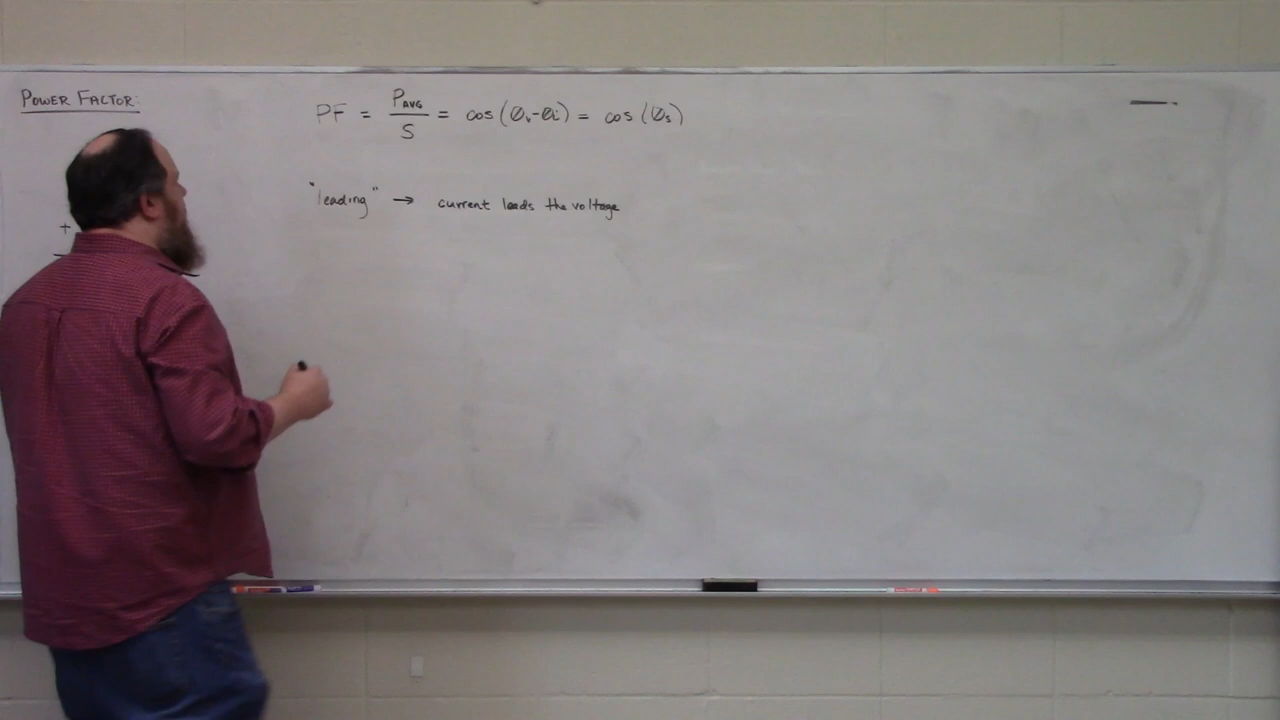 POWER FACTOR:
PF = PAVG / S = cos(θv-θi) = cos(θs)
"leading" → current leads the voltage
+